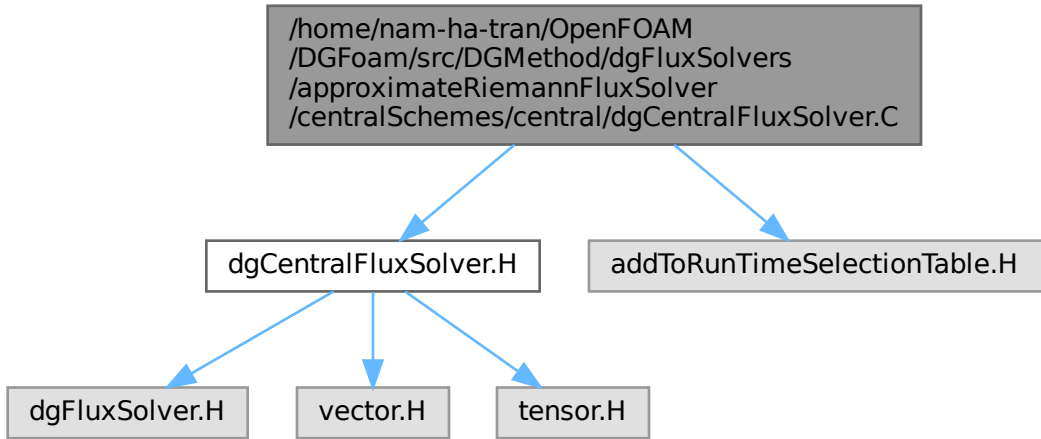 /home/nam-ha-tran/OpenFOAM
/DGFoam/src/DGMethod/dgFluxSolvers
/approximateRiemannFluxSolver
/centralSchemes/central/dgCentralFluxSolver.C
dgCentralFluxSolver.H
addToRunTimeSelectionTable.H
dgFluxSolver.H
vector.H
tensor.H